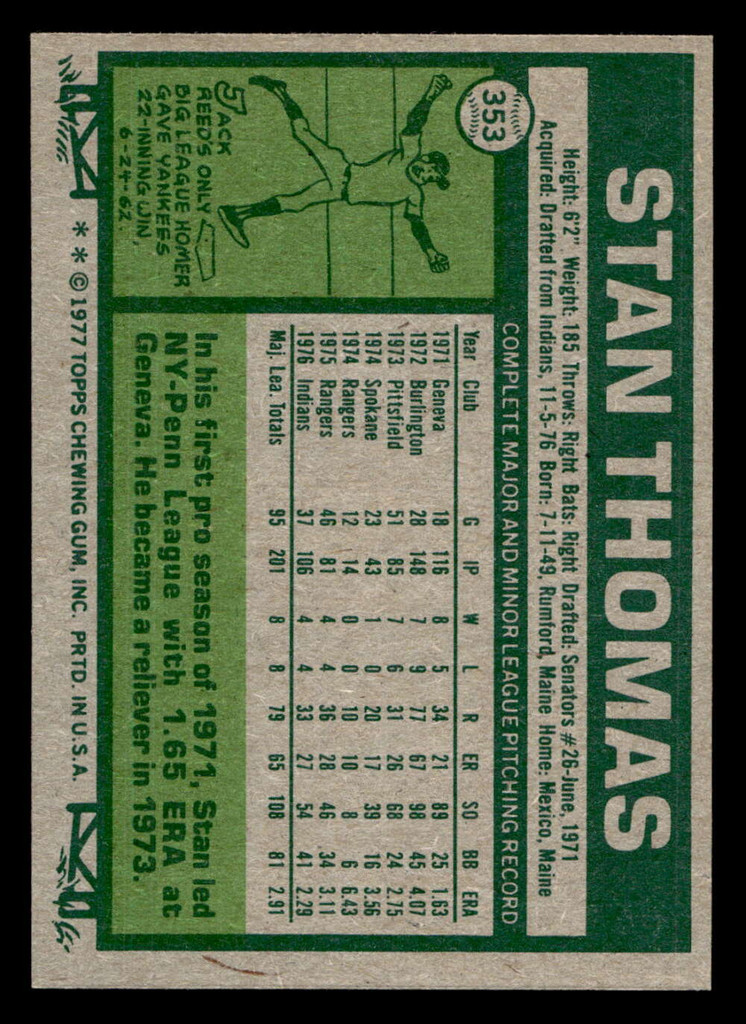 353
STAN THOMAS
Height: 6'2" Weight: 185 Throws: Right Bats: Right Drafted: Senators #26-June, 1971
Acquired: Drafted from Indians, 11-5-76 Born: 7-11-49, Rumford, Maine Home: Mexico, Maine
COMPLETE MAJOR AND MINOR LEAGUE PITCHING RECORD
Year Club G IP W L R ER SO BB ERA
1971 Geneva 18 116 8 5 34 21 89 25 1.63
1972 Burlington 28 148 7 9 77 67 98 45 4.07
1973 Pittsfield 51 85 7 6 31 26 68 24 2.75
1974 Spokane 23 43 1 0 20 17 39 16 3.56
1974 Rangers 12 14 0 0 10 10 8 6 6.43
1975 Rangers 46 81 4 4 36 28 46 34 3.11
1976 Indians 37 106 4 4 33 27 54 41 2.29
Maj. Lea. Totals 95 201 8 8 79 65 108 81 2.91
JACK
REED'S ONLY
BIG LEAGUE HOMER
GAVE YANKEES
22-INNING WIN,
6-24-62.
In his first pro season of 1971, Stan led
NY-Penn League with 1.65 ERA at
Geneva. He became a reliever in 1973.
* * © 1977 TOPPS CHEWING GUM, INC. PRTD. IN U.S.A.